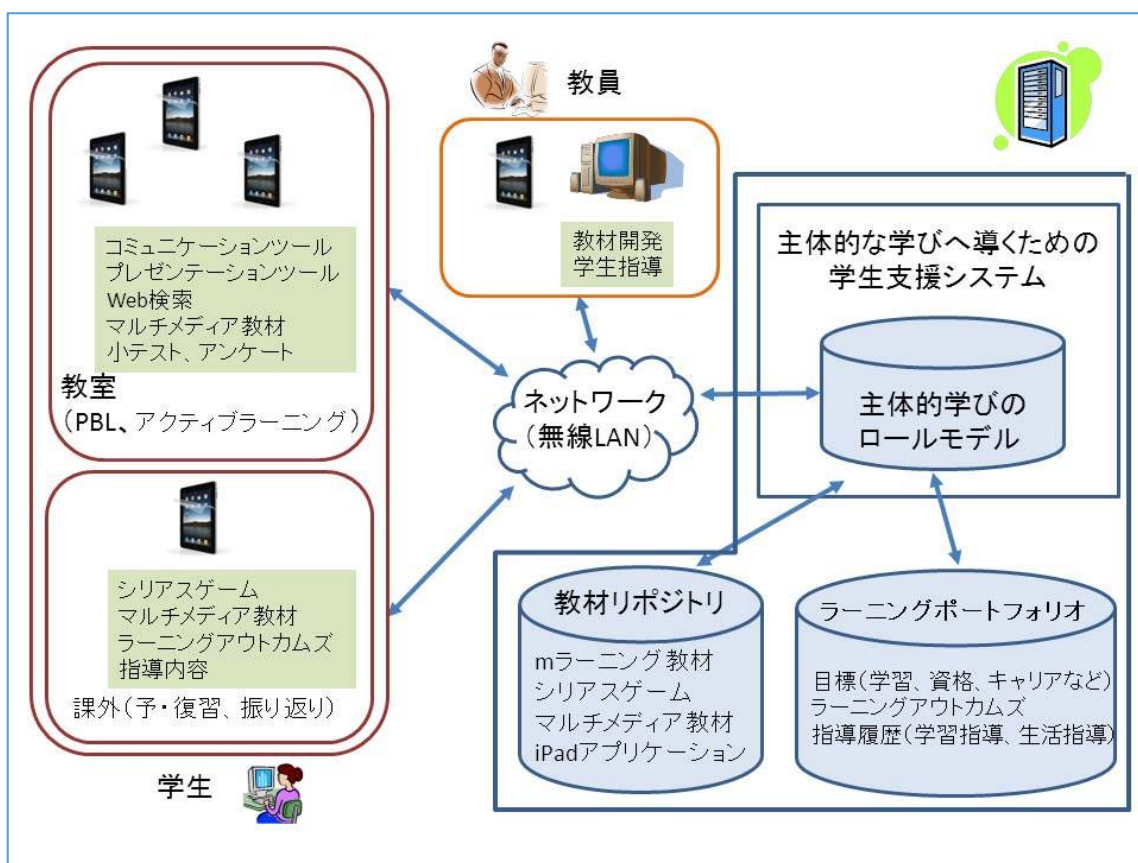 教員
コミュニケーションツール
プレゼンテーションツール
Web検索
マルチメディア教材
小テスト、アンケート
教室
(PBL、アクティブラーニング)
シリアスゲーム
マルチメディア教材
ラーニングアウトカムズ
指導内容
課外(予・復習、振り返り)
学生
教材開発
学生指導
ネットワーク
(無線LAN)
主体的な学びへ導くための
学生支援システム
主体的学びの
ロールモデル
教材リポジトリ
mラーニング教材
シリアスゲーム
マルチメディア教材
iPadアプリケーション
ラーニングポートフォリオ
目標(学習、資格、キャリアなど)
ラーニングアウトカムズ
指導履歴(学習指導、生活指導)